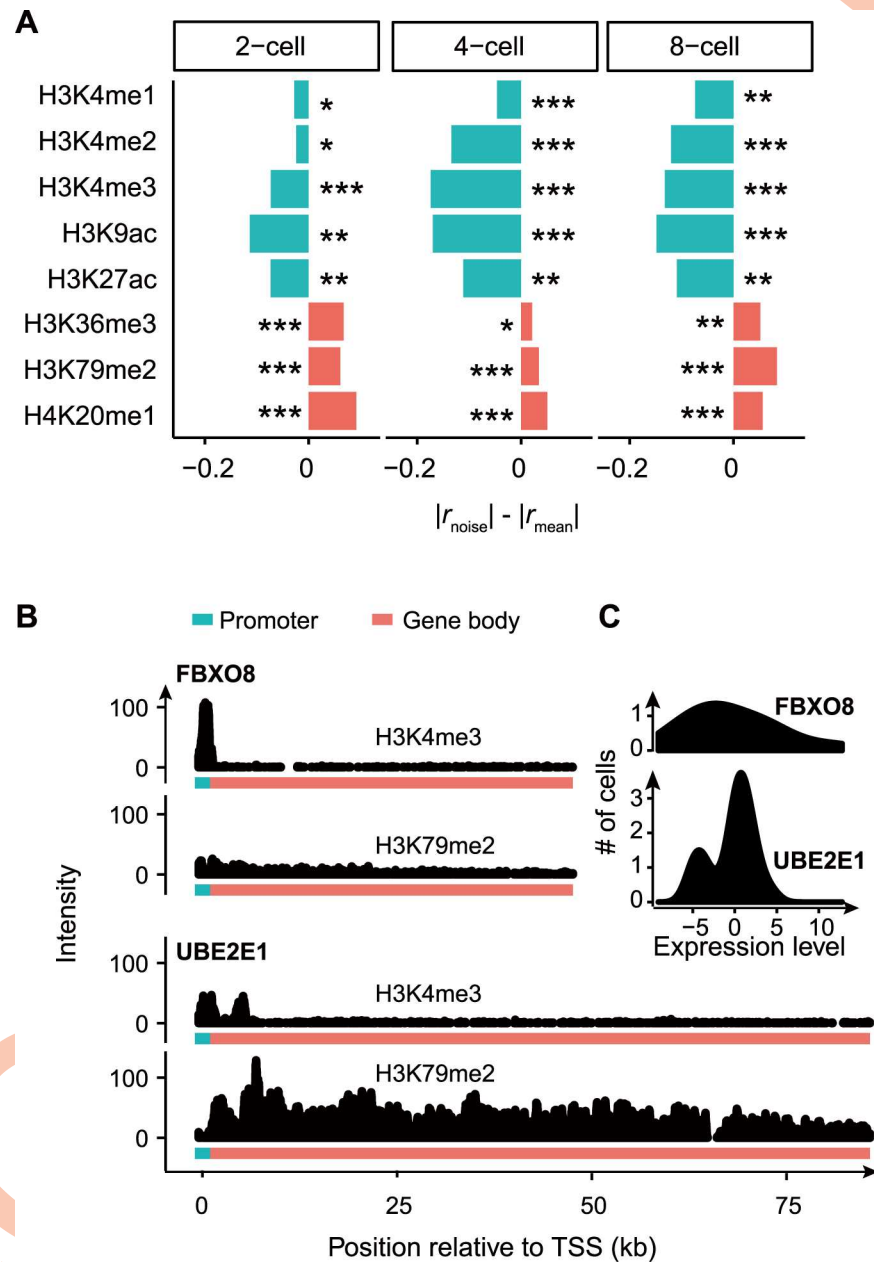 A
2−cell 4−cell 8−cell
H3K4me1 * *** **
H3K4me2 * *** ***
H3K4me3 *** *** ***
H3K9ac ** *** ***
H3K27ac ** ** **
H3K36me3 *** * **
H3K79me2 *** *** ***
H4K20me1 *** *** ***
−0.2 0 −0.2 0 −0.2 0
|rnoise| - |rmean|
B
Promoter Gene body
FBXO8
100
0
H3K4me3
100
0
H3K79me2
UBE2E1
100
0
H3K4me3
100
0
H3K79me2
Intensity
0 25 50 75
Position relative to TSS (kb)
C
FBXO8
1
0
3
2
1
0
UBE2E1
# of cells
−5 0 5 10
Expression level